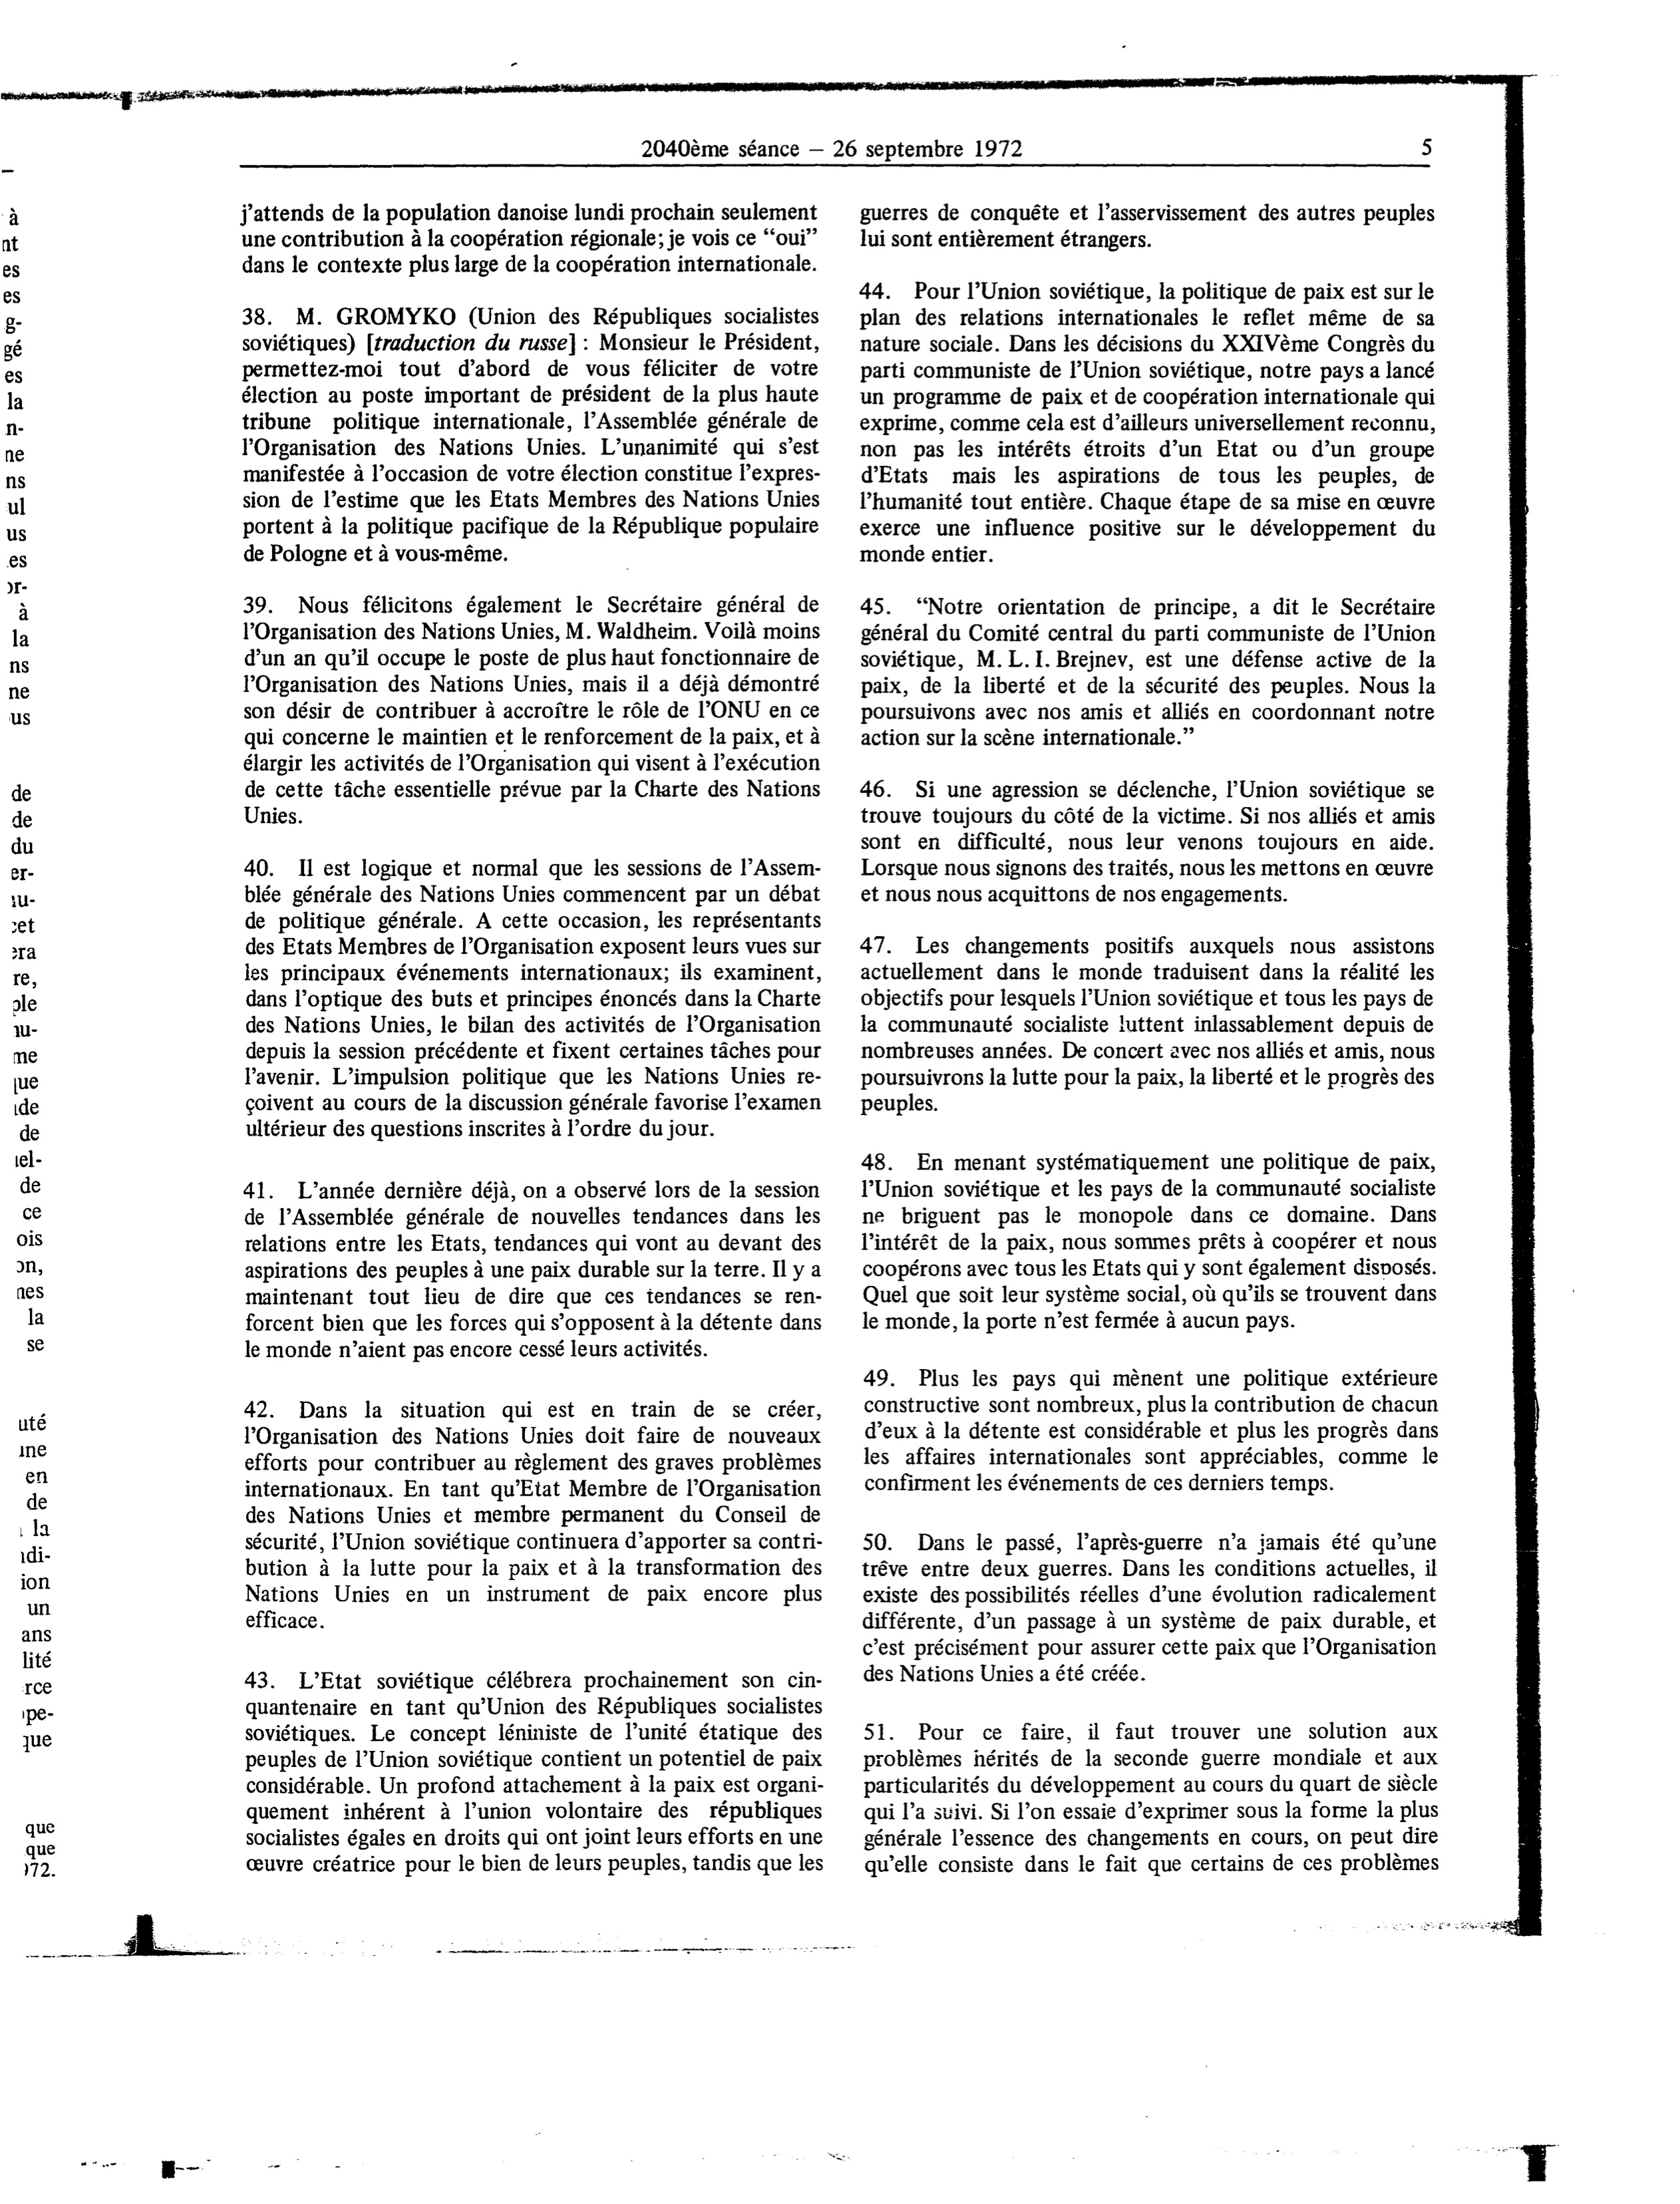 2040ème séance — 26 septembre 1972
5
j'attends de la population danoise lundi prochain seulement
une contribution à la coopération régionale; je vois ce “oui”
dans le contexte plus large de la coopération internationale.
38. M. GROMYKO (Union des Républiques socialistes
soviétiques) [traduction du russe] : Monsieur le Président,
permettez-moi tout d'abord de vous féliciter de votre
élection au poste important de président de la plus haute
tribune politique internationale, l'Assemblée générale de
l'Organisation des Nations Unies. L'unanimité qui s'est
manifestée à l'occasion de votre élection constitue l'expres-
sion de l'estime que les Etats Membres des Nations Unies
portent à la politique pacifique de la République populaire
de Pologne et à vous-même.
39. Nous félicitons également le Secrétaire général de
l'Organisation des Nations Unies, M. Waldheim. Voilà moins
d'un an qu'il occupe le poste de plus haut fonctionnaire de
l'Organisation des Nations Unies, mais il a déjà démontré
son désir de contribuer à accroître le rôle de l'ONU en ce
qui concerne le maintien et le renforcement de la paix, et à
élargir les activités de l'Organisation qui visent à l'exécution
de cette tâche essentielle prévue par la Charte des Nations
Unies.
40. Il est logique et normal que les sessions de l'Assem-
blée générale des Nations Unies commencent par un débat
de politique générale. A cette occasion, les représentants
des Etats Membres de l'Organisation exposent leurs vues sur
les principaux événements internationaux; ils examinent,
dans l'optique des buts et principes énoncés dans la Charte
des Nations Unies, le bilan des activités de l'Organisation
depuis la session précédente et fixent certaines tâches pour
l'avenir. L'impulsion politique que les Nations Unies re-
çoivent au cours de la discussion générale favorise l'examen
ultérieur des questions inscrites à l'ordre du jour.
41. L'année dernière déjà, on a observé lors de la session
de l'Assemblée générale de nouvelles tendances dans les
relations entre les Etats, tendances qui vont au devant des
aspirations des peuples à une paix durable sur la terre. Il y a
maintenant tout lieu de dire que ces tendances se ren-
forcent bien que les forces qui s'opposent à la détente dans
le monde n'aient pas encore cessé leurs activités.
42. Dans la situation qui est en train de se créer,
l'Organisation des Nations Unies doit faire de nouveaux
efforts pour contribuer au règlement des graves problèmes
internationaux. En tant qu'Etat Membre de l'Organisation
des Nations Unies et membre permanent du Conseil de
sécurité, l'Union soviétique continuera d'apporter sa contri-
bution à la lutte pour la paix et à la transformation des
Nations Unies en un instrument de paix encore plus
efficace.
43. L'Etat soviétique célébrera prochainement son cin-
quantenaire en tant qu'Union des Républiques socialistes
soviétiques. Le concept léniniste de l'unité étatique des
peuples de l'Union soviétique contient un potentiel de paix
considérable. Un profond attachement à la paix est organi-
quement inhérent à l'union volontaire des républiques
socialistes égales en droits qui ont joint leurs efforts en une
œuvre créatrice pour le bien de leurs peuples, tandis que les
guerres de conquête et l'asservissement des autres peuples
lui sont entièrement étrangers.
44. Pour l'Union soviétique, la politique de paix est sur le
plan des relations internationales le reflet même de sa
nature sociale. Dans les décisions du XXIVème Congrès du
parti communiste de l'Union soviétique, notre pays a lancé
un programme de paix et de coopération internationale qui
exprime, comme cela est d'ailleurs universellement reconnu,
non pas les intérêts étroits d'un Etat ou d'un groupe
d'Etats mais les aspirations de tous les peuples, de
l'humanité tout entière. Chaque étape de sa mise en œuvre
exerce une influence positive sur le développement du
monde entier.
45. “Notre orientation de principe, a dit le Secrétaire
général du Comité central du parti communiste de l'Union
soviétique, M. L. I. Brejnev, est une défense active de la
paix, de la liberté et de la sécurité des peuples. Nous la
poursuivons avec nos amis et alliés en coordonnant notre
action sur la scène internationale.”
46. Si une agression se déclenche, l'Union soviétique se
trouve toujours du côté de la victime. Si nos alliés et amis
sont en difficulté, nous leur venons toujours en aide.
Lorsque nous signons des traités, nous les mettons en œuvre
et nous nous acquittons de nos engagements.
47. Les changements positifs auxquels nous assistons
actuellement dans le monde traduisent dans la réalité les
objectifs pour lesquels l'Union soviétique et tous les pays de
la communauté socialiste luttent inlassablement depuis de
nombreuses années. De concert avec nos alliés et amis, nous
poursuivrons la lutte pour la paix, la liberté et le progrès des
peuples.
48. En menant systématiquement une politique de paix,
l'Union soviétique et les pays de la communauté socialiste
ne briguent pas le monopole dans ce domaine. Dans
l'intérêt de la paix, nous sommes prêts à coopérer et nous
coopérons avec tous les Etats qui y sont également disposés.
Quel que soit leur système social, où qu'ils se trouvent dans
le monde, la porte n'est fermée à aucun pays.
49. Plus les pays qui mènent une politique extérieure
constructive sont nombreux, plus la contribution de chacun
d'eux à la détente est considérable et plus les progrès dans
les affaires internationales sont appréciables, comme le
confirment les événements de ces derniers temps.
50. Dans le passé, l'après-guerre n'a jamais été qu'une
trêve entre deux guerres. Dans les conditions actuelles, il
existe des possibilités réelles d'une évolution radicalement
différente, d'un passage à un système de paix durable, et
c'est précisément pour assurer cette paix que l'Organisation
des Nations Unies a été créée.
51. Pour ce faire, il faut trouver une solution aux
problèmes hérités de la seconde guerre mondiale et aux
particularités du développement au cours du quart de siècle
qui l'a suivi. Si l'on essaie d'exprimer sous la forme la plus
générale l'essence des changements en cours, on peut dire
qu'elle consiste dans le fait que certains de ces problèmes